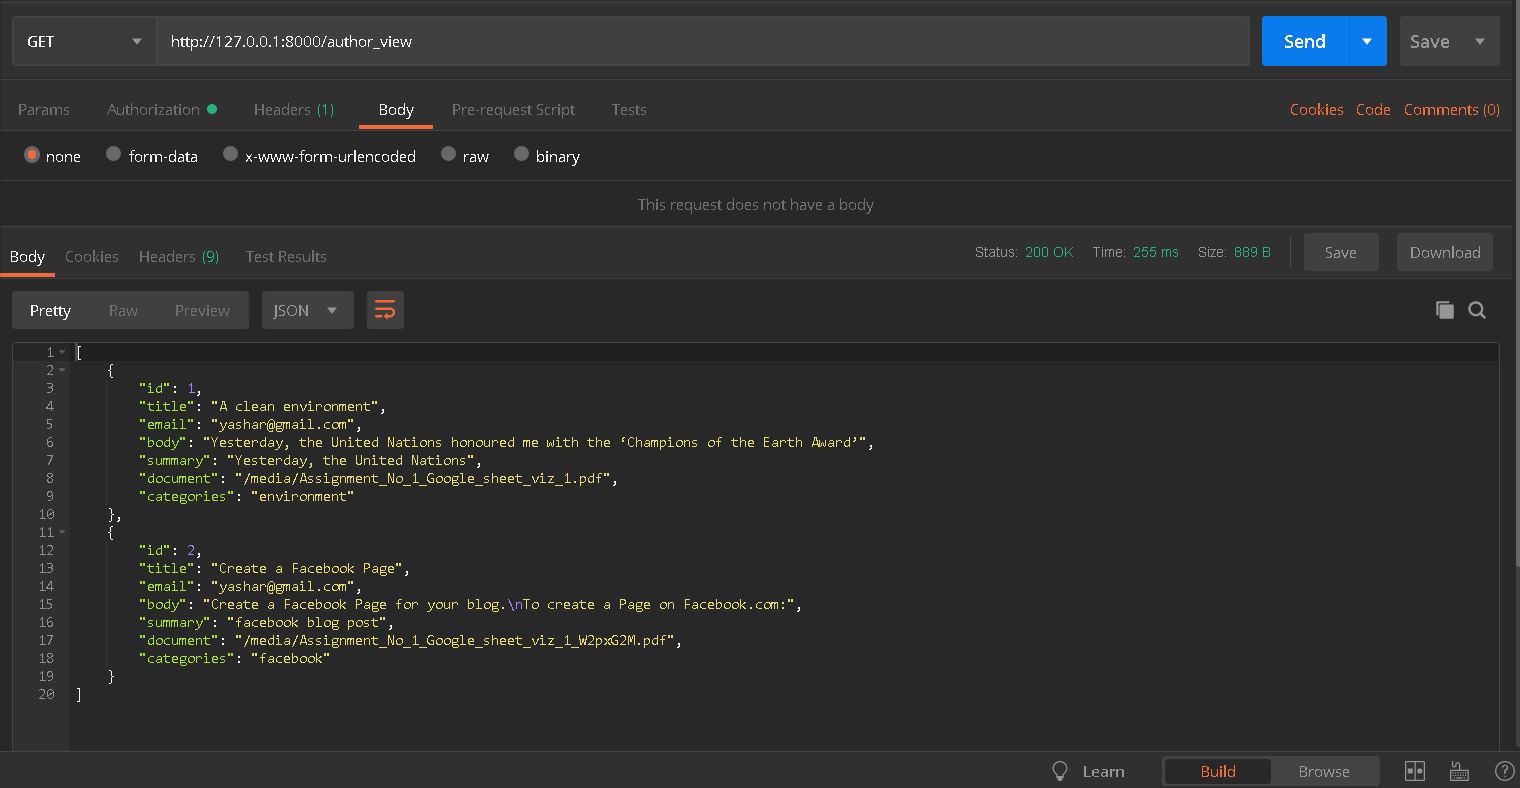 GET http://127.0.0.1:8000/author_view Send Save
Params Authorization Headers (1) Body Pre-request Script Tests Cookies Code Comments (0)
none form-data x-www-form-urlencoded raw binary
This request does not have a body
Body Cookies Headers (9) Test Results Status: 200 OK Time: 255 ms Size: 889 B Save Download
Pretty Raw Preview JSON
1 [
2 {
3 "id": 1,
4 "title": "A clean environment",
5 "email": "yashar@gmail.com",
6 "body": "Yesterday, the United Nations honoured me with the ‘Champions of the Earth Award’",
7 "summary": "Yesterday, the United Nations",
8 "document": "/media/Assignment_No_1_Google_sheet_viz_1.pdf",
9 "categories": "environment"
10 },
11 {
12 "id": 2,
13 "title": "Create a Facebook Page",
14 "email": "yashar@gmail.com",
15 "body": "Create a Facebook Page for your blog.\nTo create a Page on Facebook.com:",
16 "summary": "facebook blog post",
17 "document": "/media/Assignment_No_1_Google_sheet_viz_1_W2pxG2M.pdf",
18 "categories": "facebook"
19 }
20 ]
Learn Build Browse